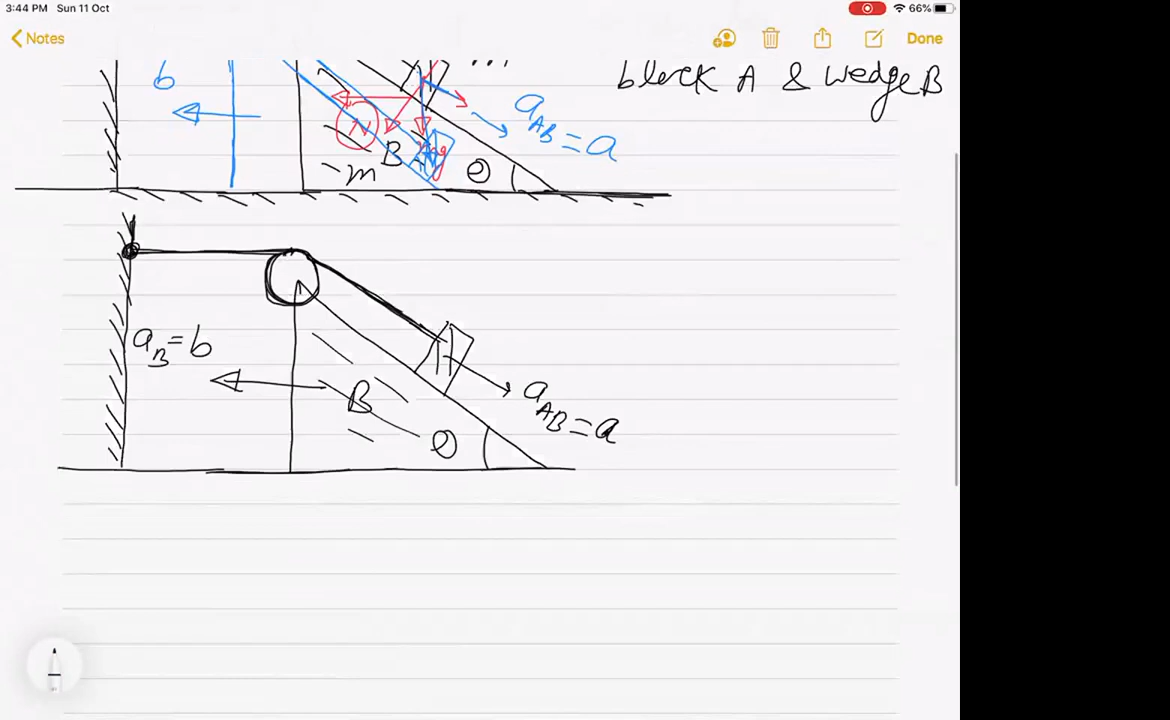 3:44 PM Sun 11 Oct
66%
Notes
Done
block A & wedge B
b
a_AB = a
N
B
m
θ
a_B = b
B
a_AB = a
θ